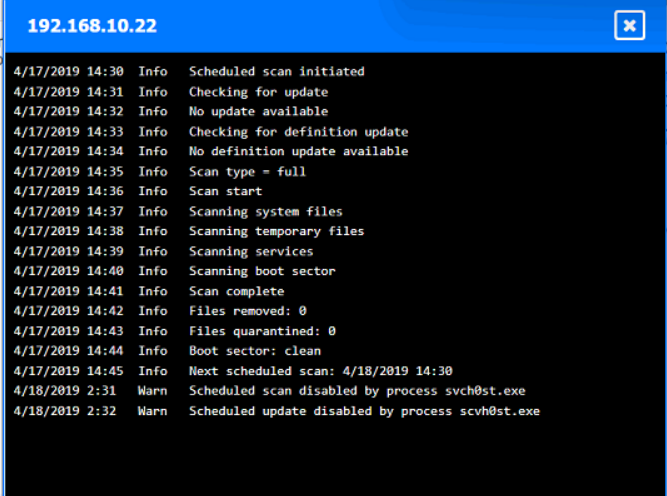 192.168.10.22
4/17/2019 14:30 Info Scheduled scan initiated
4/17/2019 14:31 Info Checking for update
4/17/2019 14:32 Info No update available
4/17/2019 14:33 Info Checking for definition update
4/17/2019 14:34 Info No definition update available
4/17/2019 14:35 Info Scan type = full
4/17/2019 14:36 Info Scan start
4/17/2019 14:37 Info Scanning system files
4/17/2019 14:38 Info Scanning temporary files
4/17/2019 14:39 Info Scanning services
4/17/2019 14:40 Info Scanning boot sector
4/17/2019 14:41 Info Scan complete
4/17/2019 14:42 Info Files removed: 0
4/17/2019 14:43 Info Files quarantined: 0
4/17/2019 14:44 Info Boot sector: clean
4/17/2019 14:45 Info Next scheduled scan: 4/18/2019 14:30
4/18/2019 2:31 Warn Scheduled scan disabled by process svch0st.exe
4/18/2019 2:32 Warn Scheduled update disabled by process scvh0st.exe